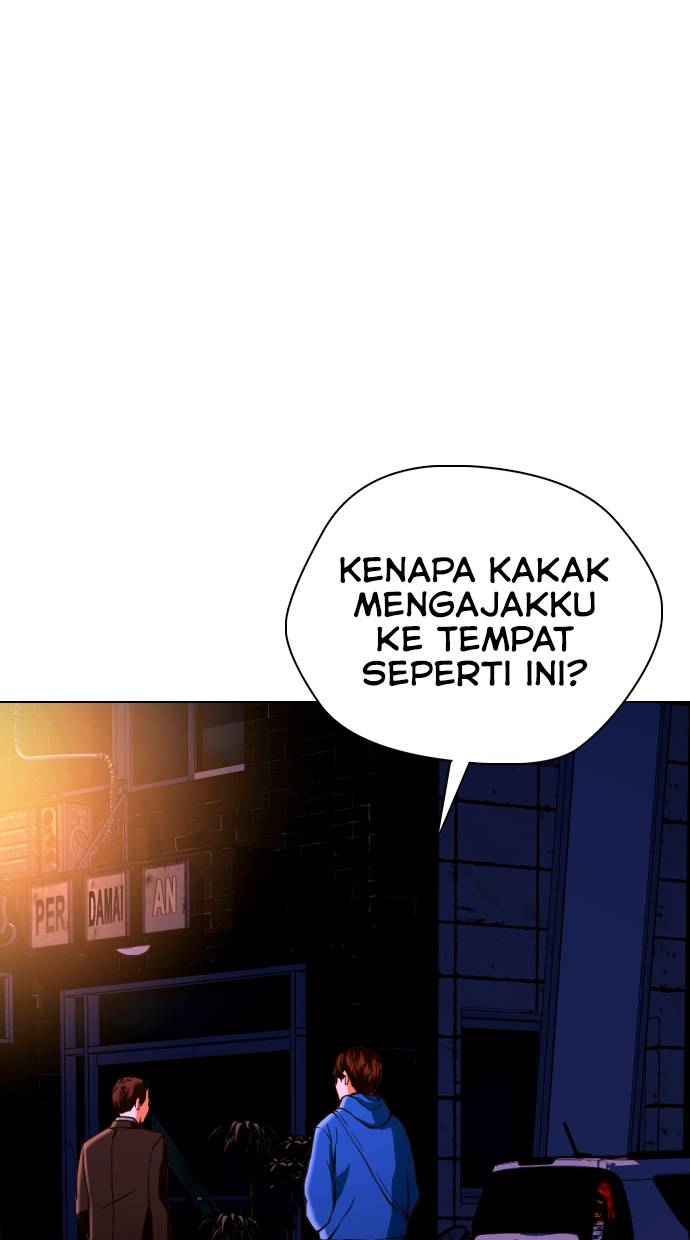 KENAPA KAKAK
MENGAJAKKU
KE TEMPAT
SEPERTI INI?
PER DAMAI AN